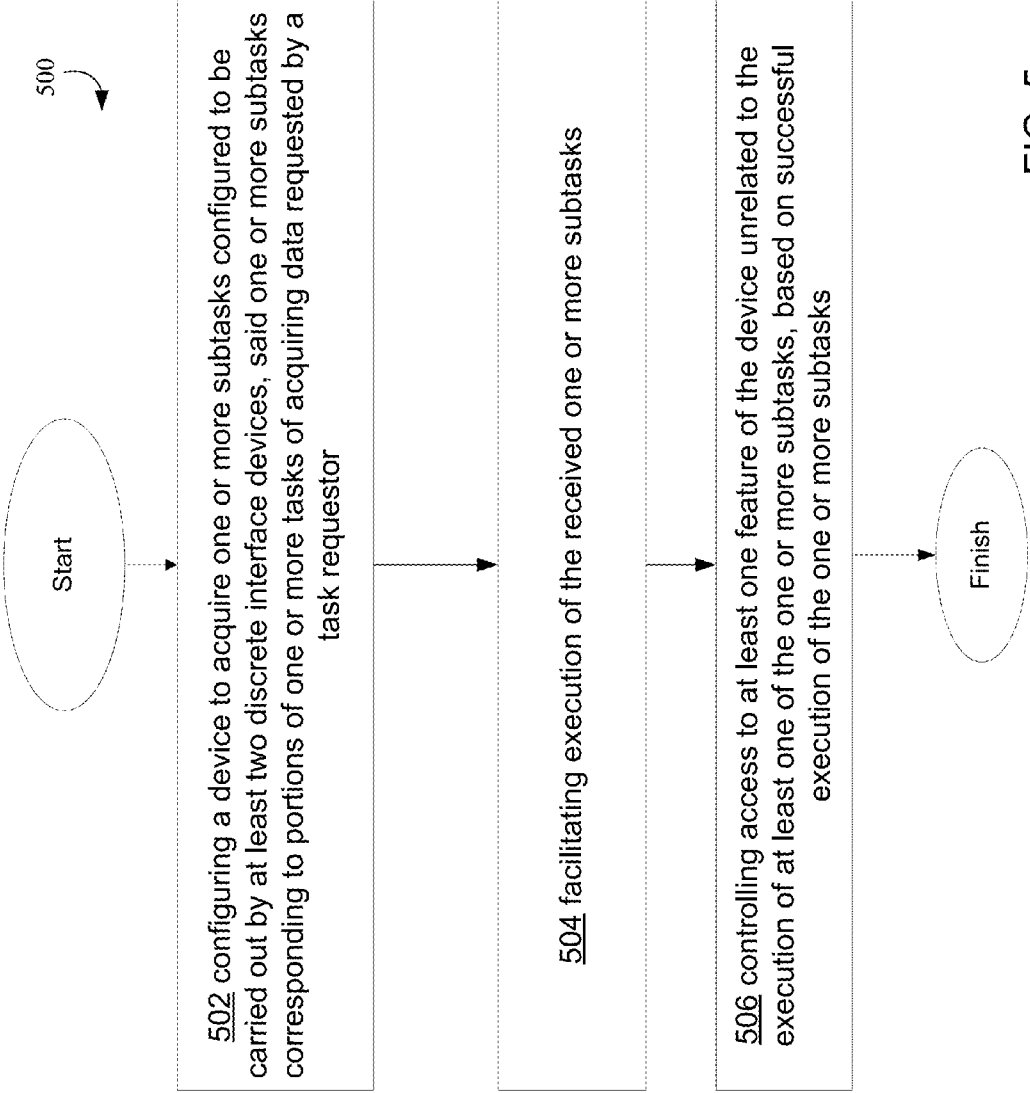 500
Start
502 configuring a device to acquire one or more subtasks configured to be
carried out by at least two discrete interface devices, said one or more subtasks
corresponding to portions of one or more tasks of acquiring data requested by a
task requestor
504 facilitating execution of the received one or more subtasks
506 controlling access to at least one feature of the device unrelated to the
execution of at least one of the one or more subtasks, based on successful
execution of the one or more subtasks
Finish
FIG. 5